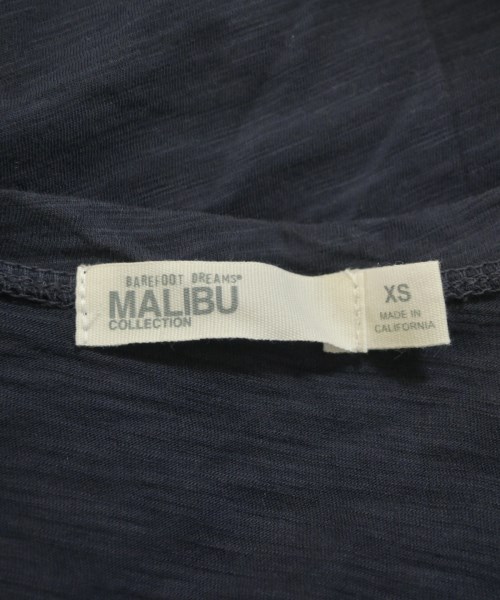 BAREFOOT DREAMS®
MALIBU
COLLECTION
XS
MADE IN
CALIFORNIA